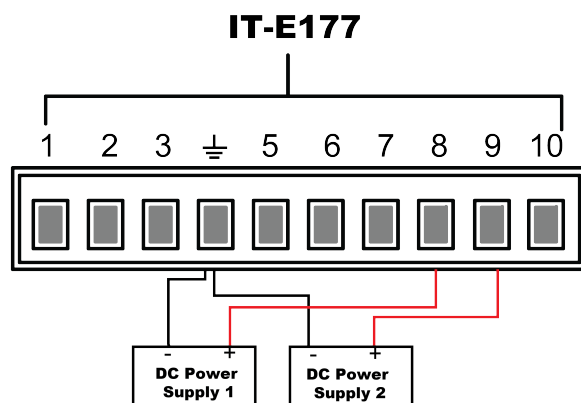 IT-E177
1 2 3 ⏚ 5 6 7 8 9 10
- + - +
DC Power Supply 1
DC Power Supply 2